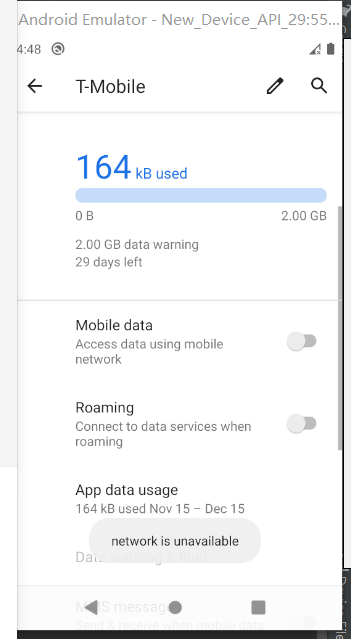 Android Emulator - New_Device_API_29:55...
4:48
T-Mobile
164 kB used
0 B 2.00 GB
2.00 GB data warning
29 days left
Mobile data
Access data using mobile
network
Roaming
Connect to data services when
roaming
App data usage
164 kB used Nov 15 – Dec 15
network is unavailable
Data warning & limit
MMS messages
Send & receive when mobile data